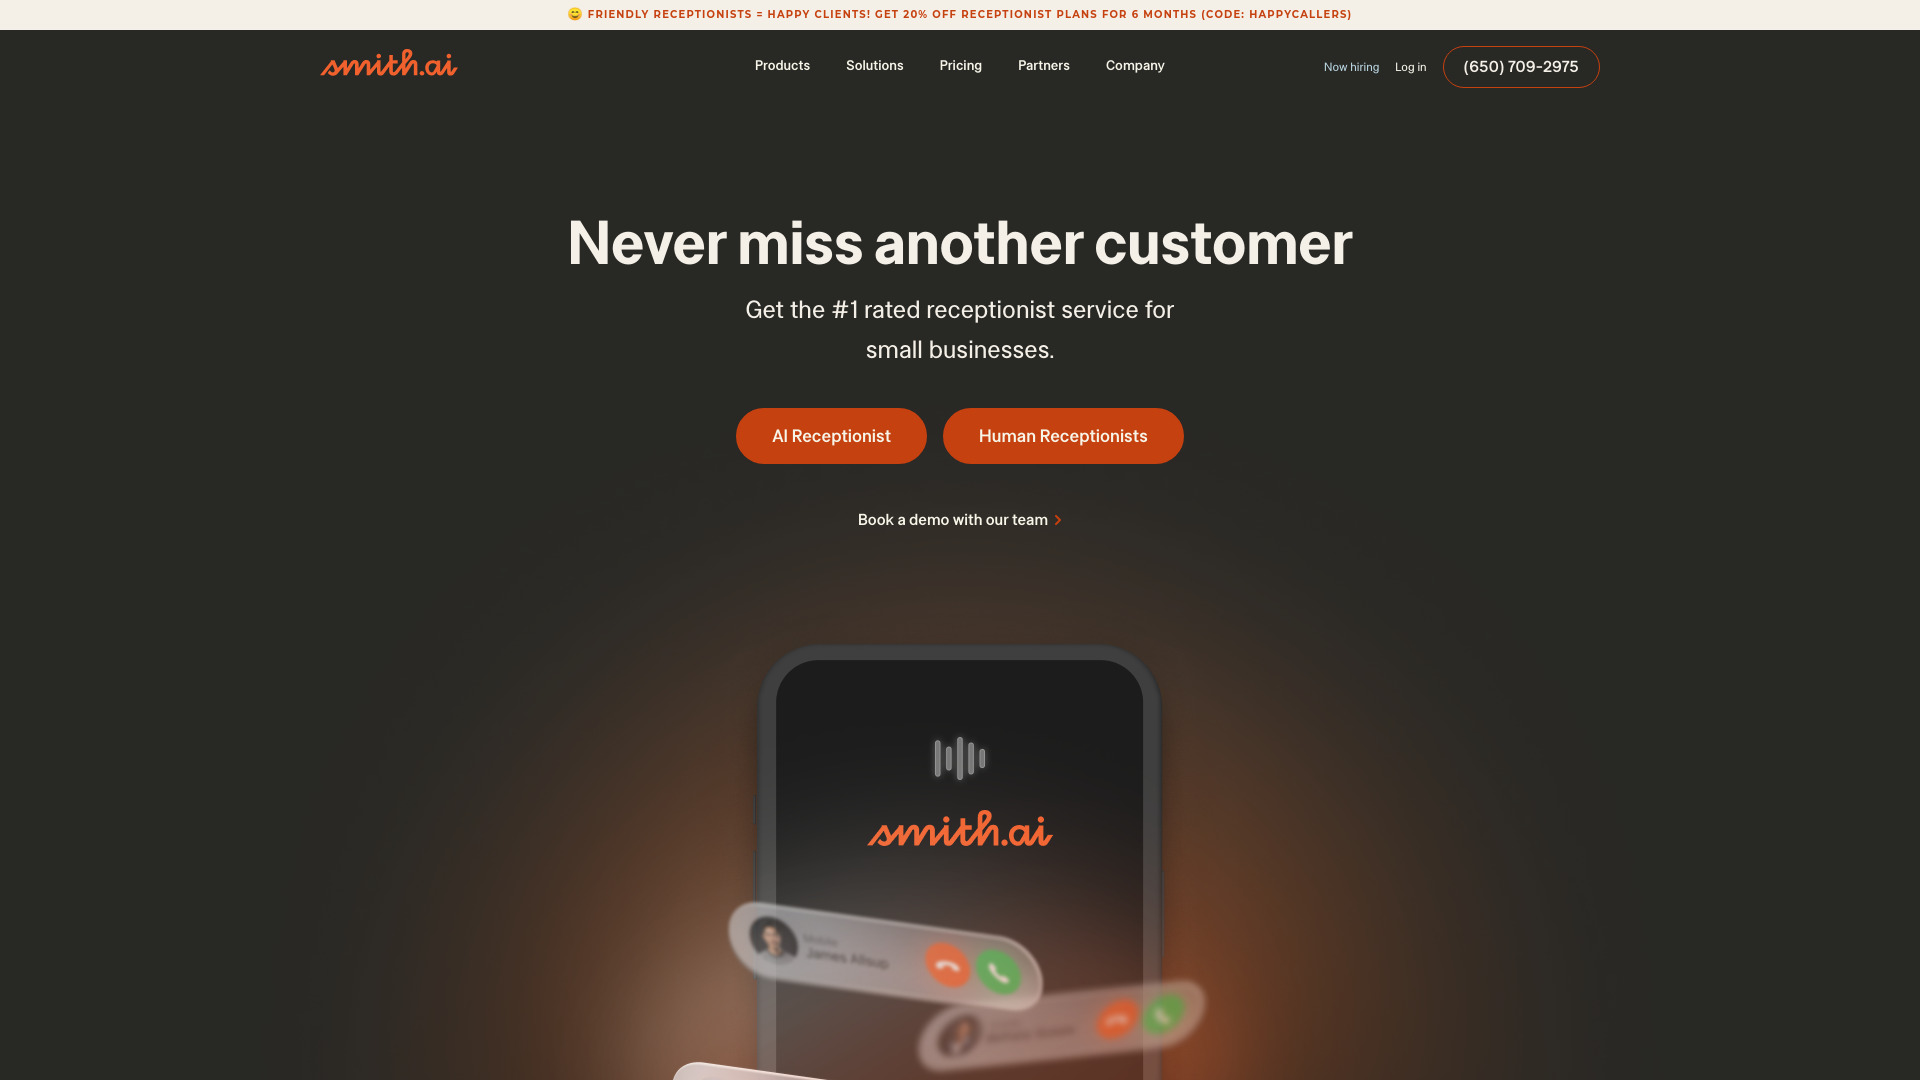 😊 FRIENDLY RECEPTIONISTS = HAPPY CLIENTS! GET 20% OFF RECEPTIONIST PLANS FOR 6 MONTHS (CODE: HAPPYCALLERS)
smith.ai
Products Solutions Pricing Partners Company
Now hiring Log in (650) 709-2975
Never miss another customer
Get the #1 rated receptionist service for
small businesses.
AI Receptionist Human Receptionists
Book a demo with our team
smith.ai
Mobile
James Allsup